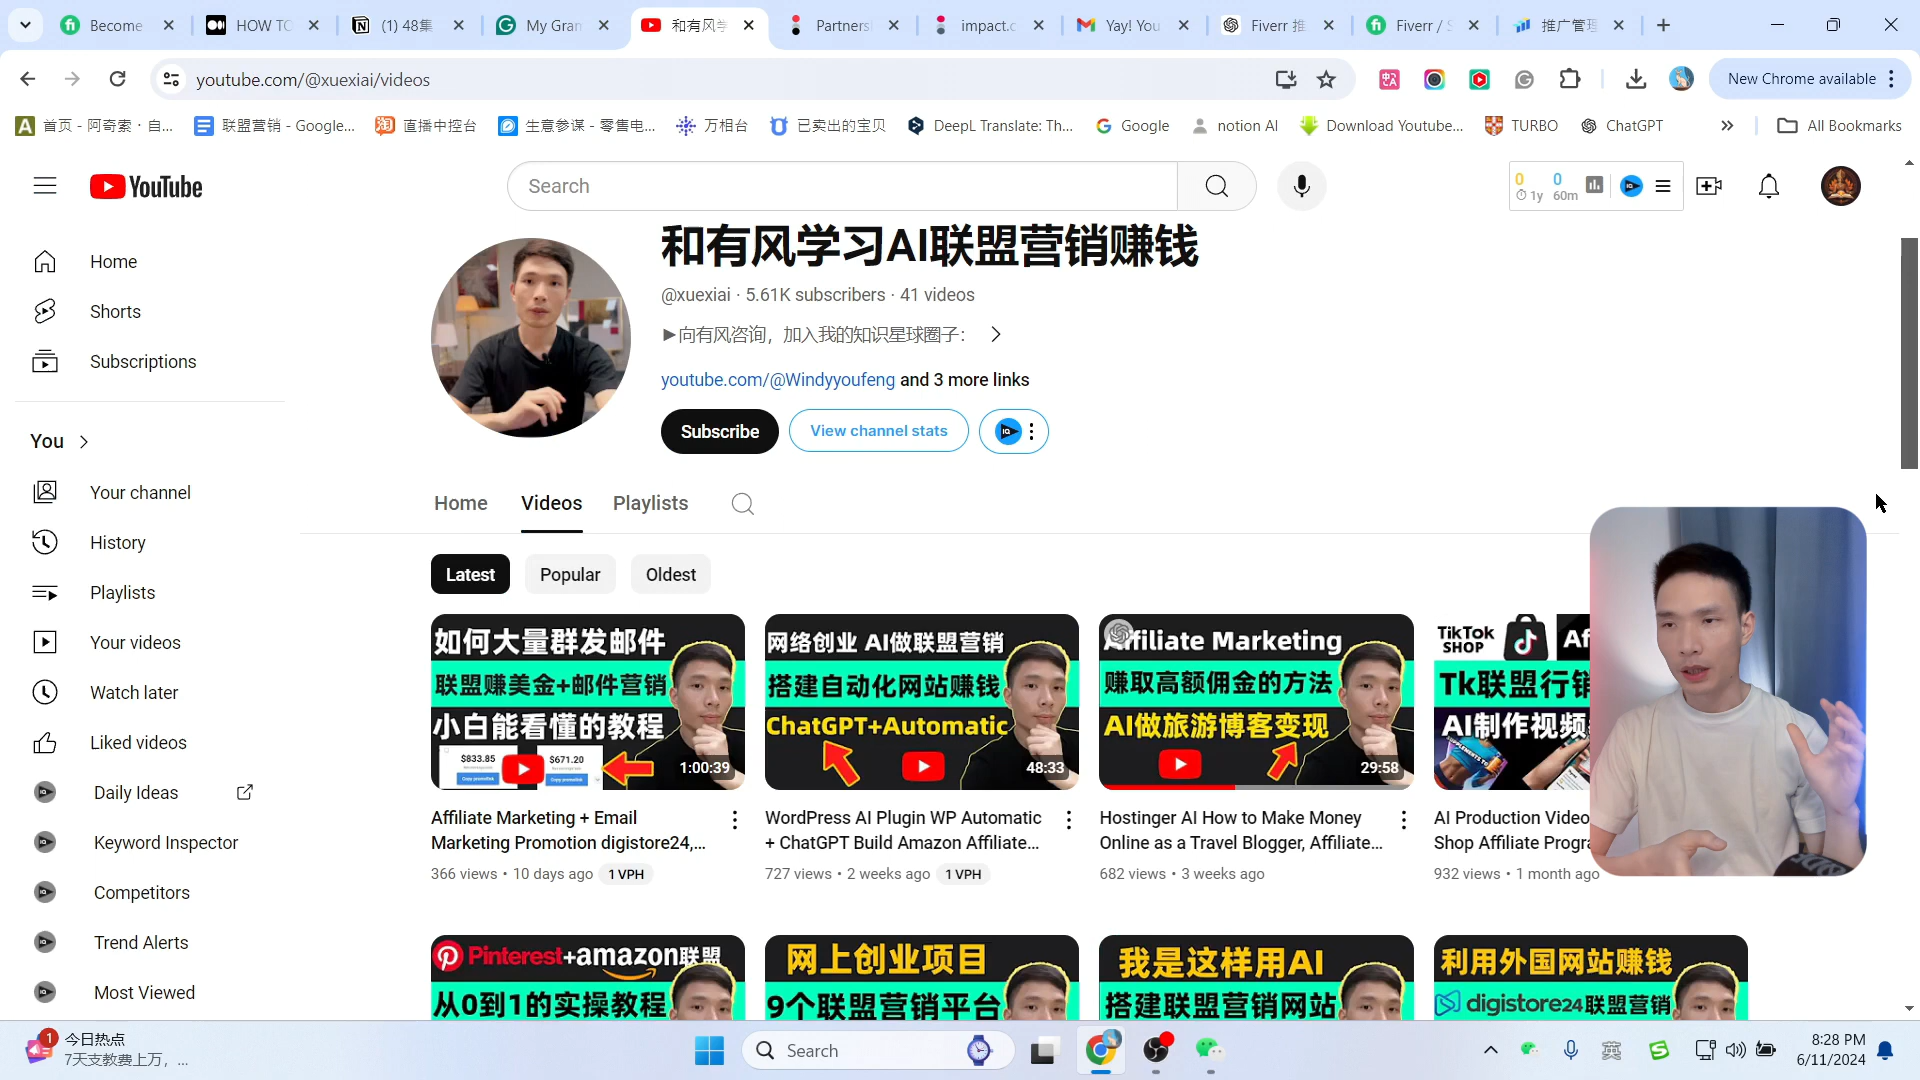 Become
HOW TO
(1) 48集
My Gran
和有风学
Partners
impact.c
Yay! You
Fiverr 推
Fiverr / S
推广管理
youtube.com/@xuexiai/videos
New Chrome available
首页 - 阿奇索 · 自...
联盟营销 - Google...
直播中控台
生意参谋 - 零售电...
万相台
已卖出的宝贝
DeepL Translate: Th...
Google
notion AI
Download Youtube...
TURBO
ChatGPT
All Bookmarks
YouTube
Search
0
0
1y
60m
Home
Shorts
Subscriptions
You
Your channel
History
Playlists
Your videos
Watch later
Liked videos
Daily Ideas
Keyword Inspector
Competitors
Trend Alerts
Most Viewed
和有风学习AI联盟营销赚钱
@xuexiai · 5.61K subscribers · 41 videos
▶向有风咨询，加入我的知识星球圈子：
youtube.com/@Windyyoufeng and 3 more links
Subscribe
View channel stats
Home
Videos
Playlists
Latest
Popular
Oldest
如何大量群发邮件
联盟赚美金+邮件营销
小白能看懂的教程
$833.85
$671.20
1:00:39
Affiliate Marketing + Email
Marketing Promotion digistore24,...
366 views • 10 days ago
1 VPH
网络创业 AI做联盟营销
搭建自动化网站赚钱
ChatGPT+Automatic
48:33
WordPress AI Plugin WP Automatic
+ ChatGPT Build Amazon Affiliate...
727 views • 2 weeks ago
1 VPH
Affiliate Marketing
赚取高额佣金的方法
AI做旅游博客变现
29:58
Hostinger AI How to Make Money
Online as a Travel Blogger, Affiliate...
682 views • 3 weeks ago
TikTok
SHOP
Af
Tk联盟行销
AI制作视频
AI Production Video
Shop Affiliate Progra
932 views • 1 month ago
Pinterest+amazon联盟
从0到1的实操教程
网上创业项目
9个联盟营销平台
我是这样用AI
搭建联盟营销网站
利用外国网站赚钱
digistore24联盟营销
1
今日热点
7天支教费上万，...
Search
英
8:28 PM
6/11/2024